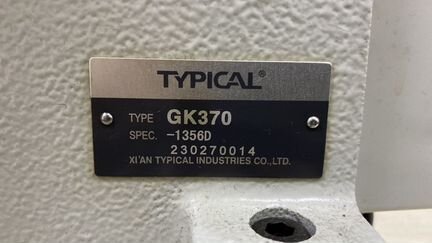 TYPICAL®
TYPE GK370
SPEC. -1356D
230270014
XI'AN TYPICAL INDUSTRIES CO.,LTD.